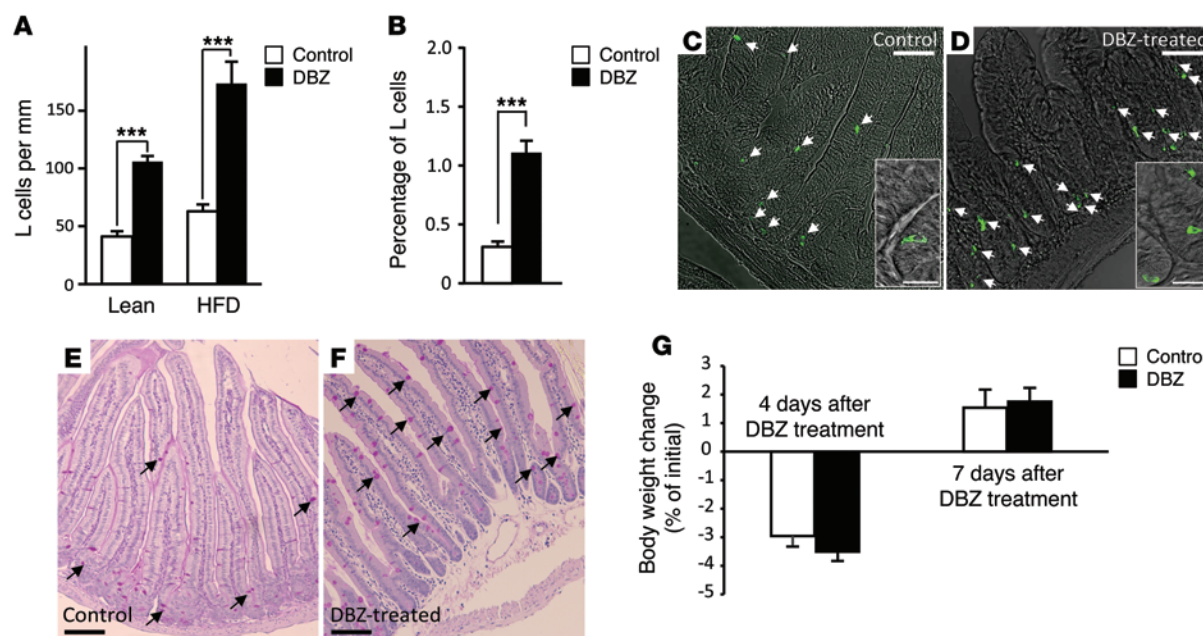 A
L cells per mm
150
100
50
0
***
***
Control
DBZ
Lean
HFD
B
Percentage of L cells
2.0
1.5
1.0
0.5
0.0
***
Control
DBZ
C
Control
D
DBZ-treated
E
Control
F
DBZ-treated
G
Body weight change
(% of initial)
3
2
1
0
-1
-2
-3
-4
-5
4 days after
DBZ treatment
7 days after
DBZ treatment
Contro
DBZ